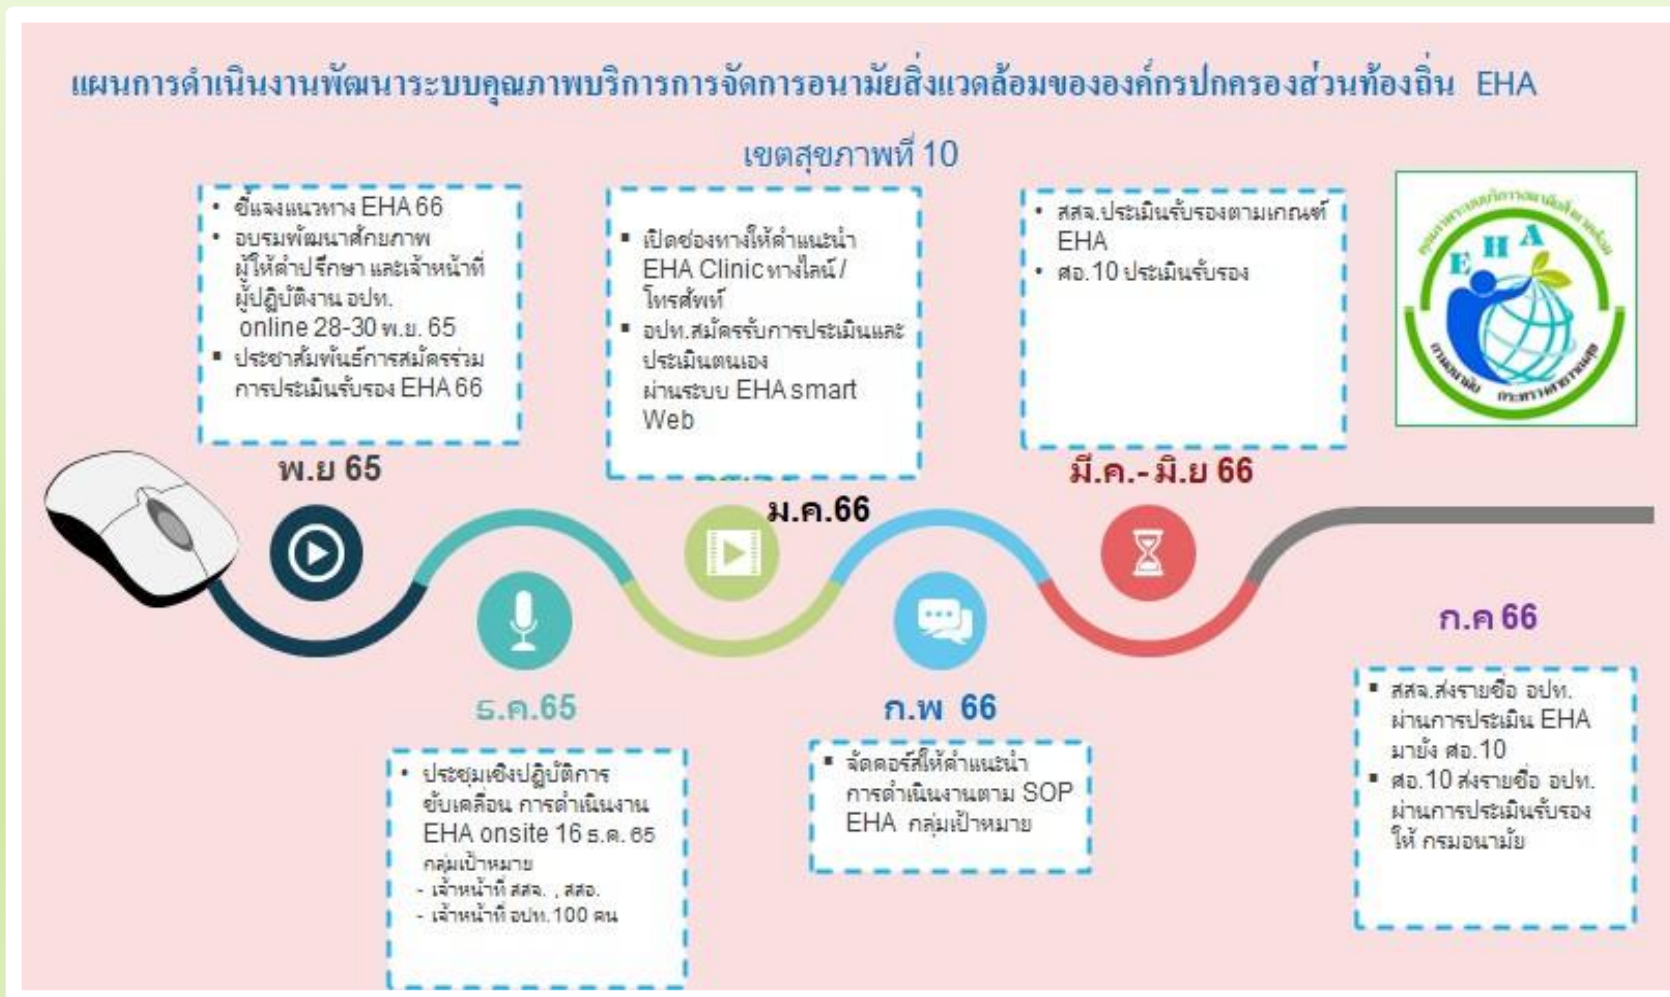 แผนการดำเนินงานพัฒนาระบบคุณภาพบริการการจัดการอนามัยสิ่งแวดล้อมขององค์กรปกครองส่วนท้องถิ่น EHA
เขตสุขภาพที่ 10
• ชี้แจงแนวทาง EHA 66
• อบรมพัฒนาศักยภาพ
ผู้ให้คำปรึกษา และเจ้าหน้าที่
ผู้ปฏิบัติงาน อปท.
online 28-30 พ.ย. 65
▪ ประชาสัมพันธ์การสมัครร่วม
การประเมินรับรอง EHA 66
พ.ย 65
▪ เปิดช่องทางให้คำแนะนำ
EHA Clinic ทางไลน์ /
โทรศัพท์
▪ อปท.สมัครรับการประเมินและ
ประเมินตนเอง
ผ่านระบบ EHA smart
Web
ม.ค.66
• สสจ.ประเมินรับรองตามเกณฑ์
EHA
• ศอ.10 ประเมินรับรอง
มี.ค.- มิ.ย 66
EHA
กรมอนามัย กระทรวงสาธารณสุข
ธ.ค.65
• ประชุมเชิงปฏิบัติการ
ขับเคลื่อน การดำเนินงาน
EHA onsite 16 ธ.ค. 65
กลุ่มเป้าหมาย
- เจ้าหน้าที่ สสจ. , สสอ.
- เจ้าหน้าที่ อปท.100 คน
ก.พ 66
▪ จัดคอร์สให้คำแนะนำ
การดำเนินงานตาม SOP
EHA กลุ่มเป้าหมาย
ก.ค 66
▪ สสจ.ส่งรายชื่อ อปท.
ผ่านการประเมิน EHA
มายัง ศอ.10
▪ ศอ.10 ส่งรายชื่อ อปท.
ผ่านการประเมินรับรอง
ให้ กรมอนามัย